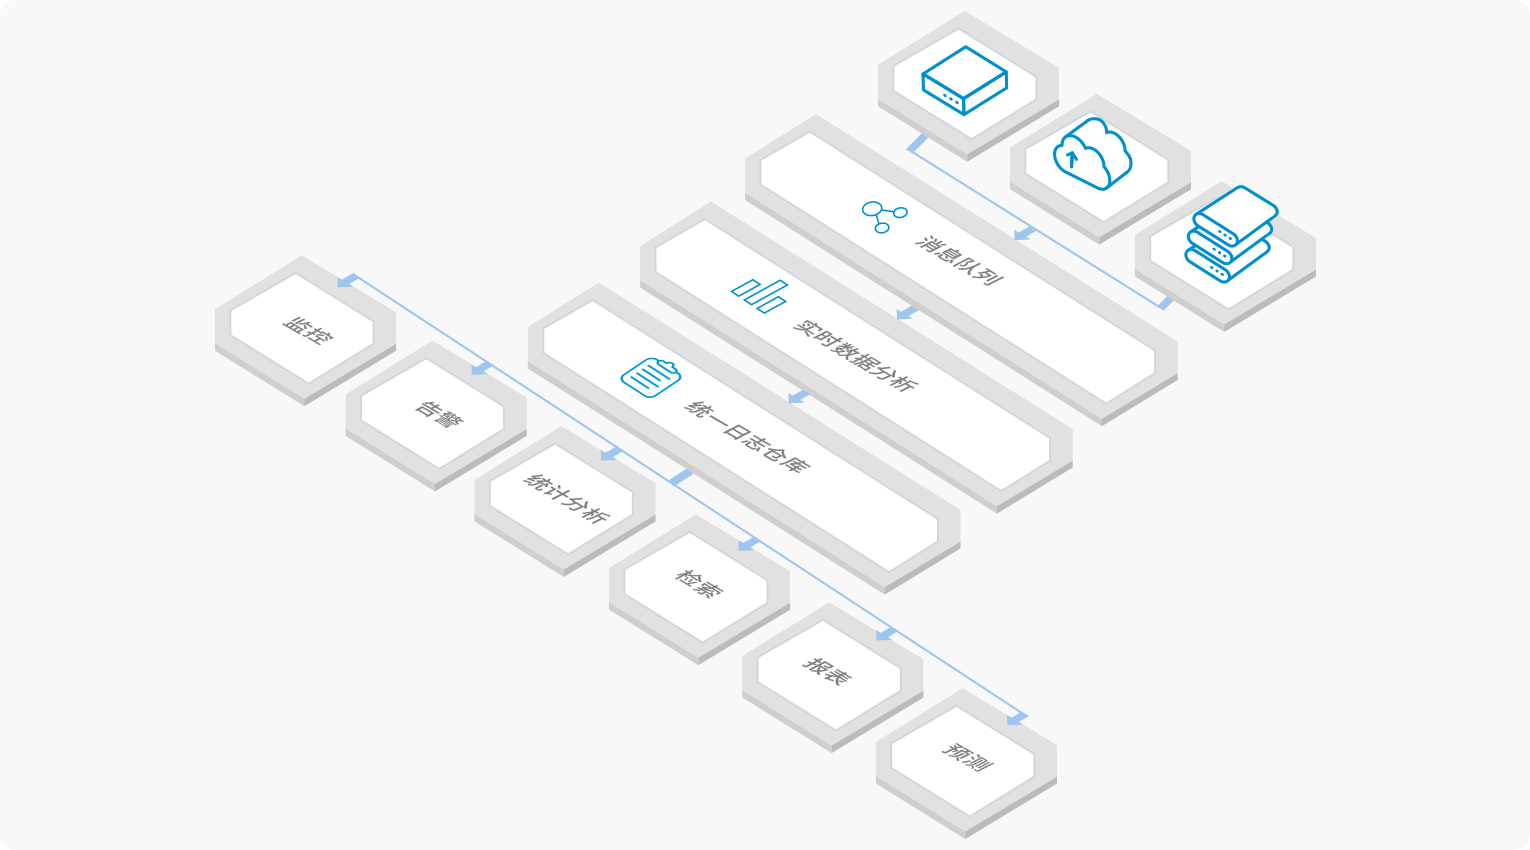 消息队列
实时数据分析
统一日志仓库
监控
告警
统计分析
检索
报表
预测